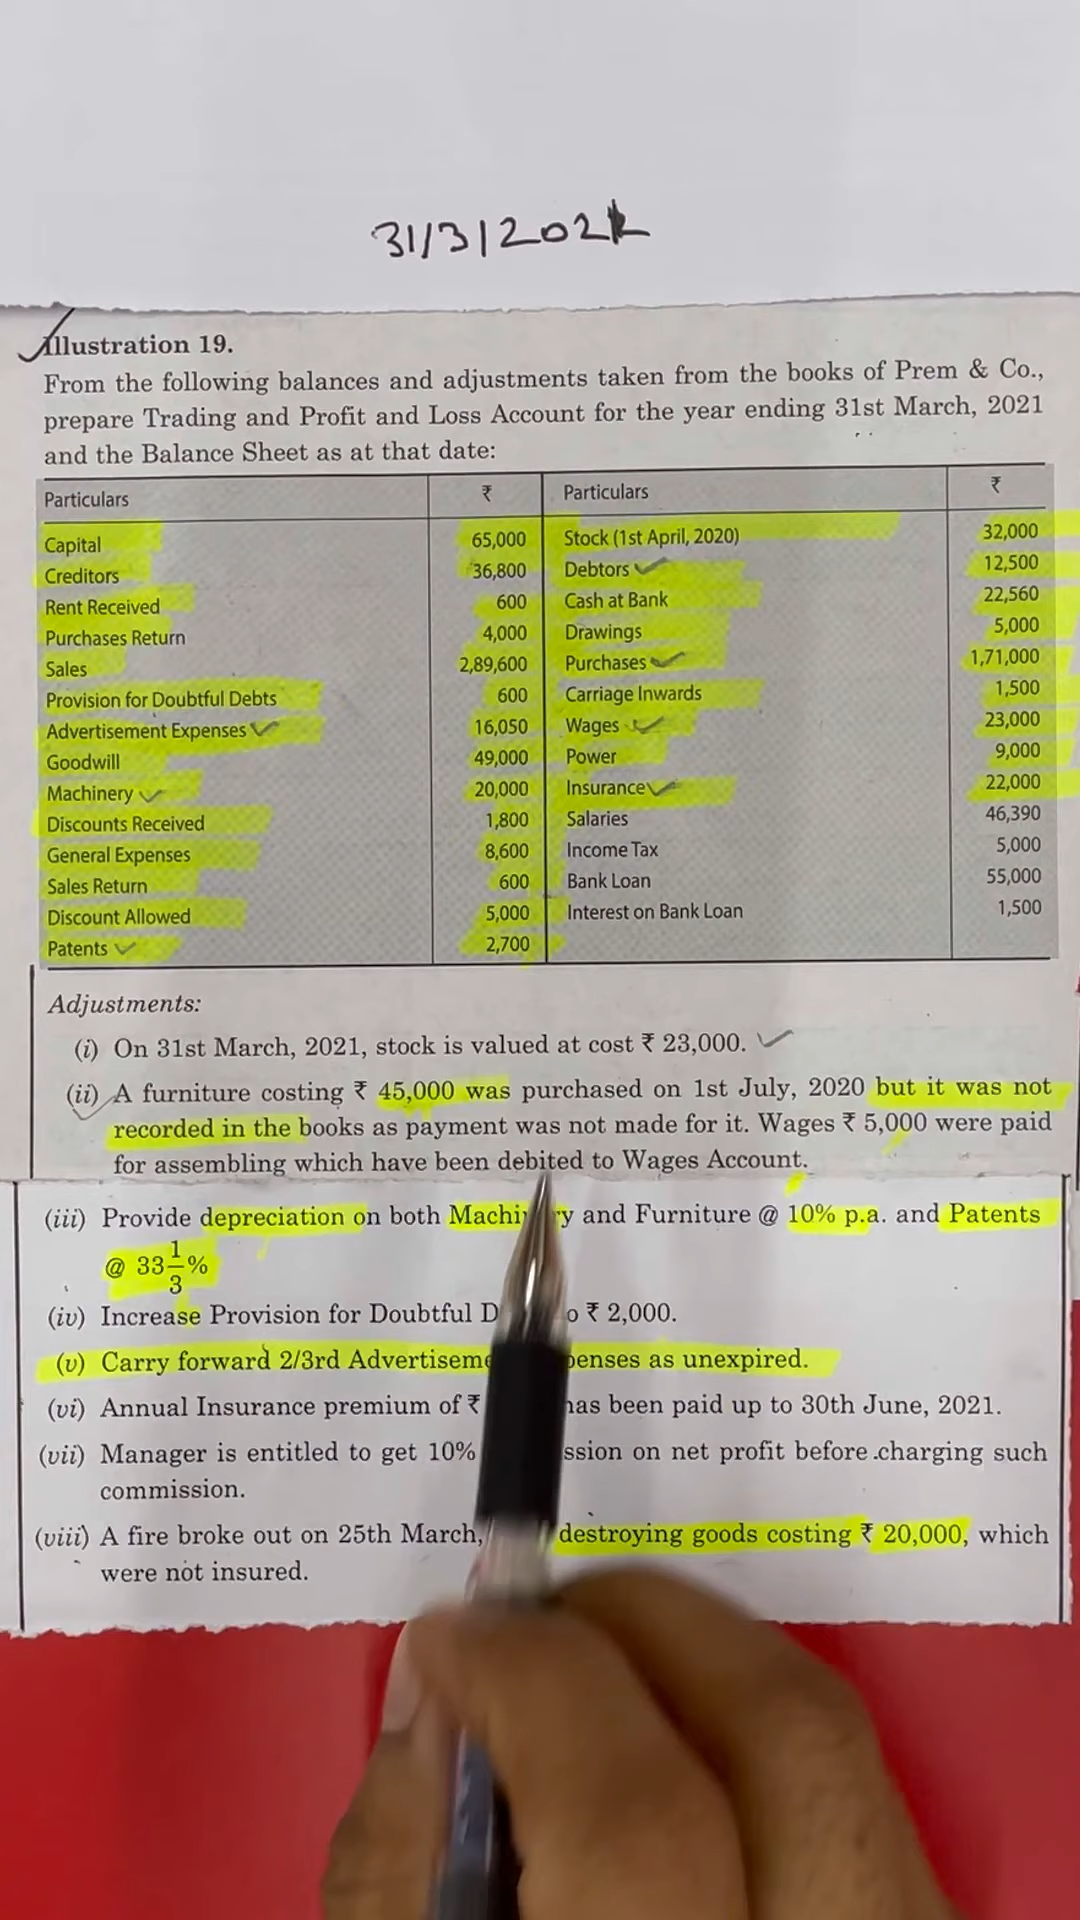 31/3/202
Illustration 19.
From the following balances and adjustments taken from the books of Prem & Co.,
prepare Trading and Profit and Loss Account for the year ending 31st March, 2021
and the Balance Sheet as at that date:
Particulars ₹ Particulars ₹
Capital 65,000 Stock (1st April, 2020) 32,000
Creditors 36,800 Debtors 12,500
Rent Received 600 Cash at Bank 22,560
Purchases Return 4,000 Drawings 5,000
Sales 2,89,600 Purchases 1,71,000
Provision for Doubtful Debts 600 Carriage Inwards 1,500
Advertisement Expenses 16,050 Wages 23,000
Goodwill 49,000 Power 9,000
Machinery 20,000 Insurance 22,000
Discounts Received 1,800 Salaries 46,390
General Expenses 8,600 Income Tax 5,000
Sales Return 600 Bank Loan 55,000
Discount Allowed 5,000 Interest on Bank Loan 1,500
Patents 2,700
Adjustments:
(i) On 31st March, 2021, stock is valued at cost ₹ 23,000.
(ii) A furniture costing ₹ 45,000 was purchased on 1st July, 2020 but it was not
recorded in the books as payment was not made for it. Wages ₹ 5,000 were paid
for assembling which have been debited to Wages Account.
(iii) Provide depreciation on both Machi y and Furniture @ 10% p.a. and Patents
@ 33 1/3 %
(iv) Increase Provision for Doubtful D o ₹ 2,000.
(v) Carry forward 2/3rd Advertiseme penses as unexpired.
(vi) Annual Insurance premium of ₹ has been paid up to 30th June, 2021.
(vii) Manager is entitled to get 10% ssion on net profit before charging such
commission.
(viii) A fire broke out on 25th March, destroying goods costing ₹ 20,000, which
were not insured.